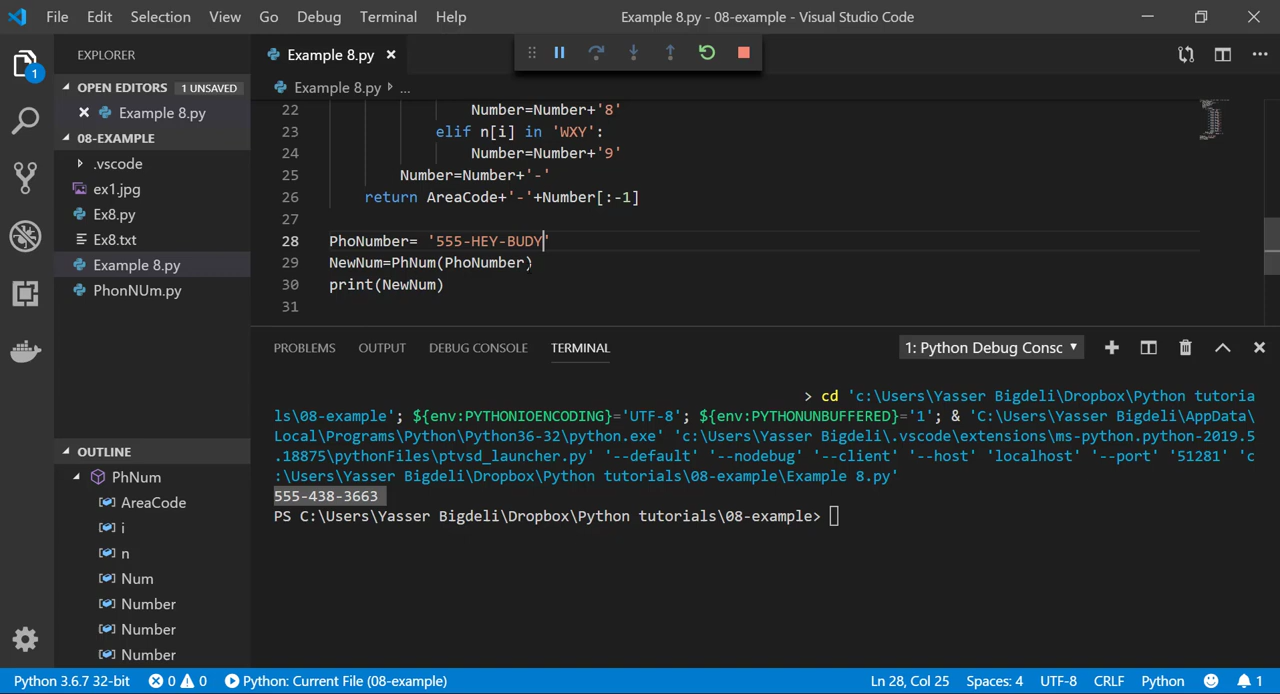 File Edit Selection View Go Debug Terminal Help Example 8.py - 08-example - Visual Studio Code
EXPLORER
1
OPEN EDITORS 1 UNSAVED
Example 8.py
08-EXAMPLE
.vscode
ex1.jpg
Ex8.py
Ex8.txt
Example 8.py
PhonNUm.py
OUTLINE
PhNum
AreaCode
i
n
Num
Number
Number
Number
Example 8.py
Example 8.py ...
22 Number=Number+'8'
23 elif n[i] in 'WXY':
24 Number=Number+'9'
25 Number=Number+'-'
26 return AreaCode+'-'+Number[:-1]
27
28 PhoNumber= '555-HEY-BUDY'
29 NewNum=PhNum(PhoNumber)
30 print(NewNum)
31
PROBLEMS OUTPUT DEBUG CONSOLE TERMINAL 1: Python Debug Consc
> cd 'c:\Users\Yasser Bigdeli\Dropbox\Python tutoria
ls\08-example'; ${env:PYTHONIOENCODING}='UTF-8'; ${env:PYTHONUNBUFFERED}='1'; & 'C:\Users\Yasser Bigdeli\AppData\
Local\Programs\Python\Python36-32\python.exe' 'c:\Users\Yasser Bigdeli\.vscode\extensions\ms-python.python-2019.5
.18875\pythonFiles\ptvsd_launcher.py' '--default' '--nodebug' '--client' '--host' 'localhost' '--port' '51281' 'c
:\Users\Yasser Bigdeli\Dropbox\Python tutorials\08-example\Example 8.py'
555-438-3663
PS C:\Users\Yasser Bigdeli\Dropbox\Python tutorials\08-example>
Python 3.6.7 32-bit 0 0 Python: Current File (08-example) Ln 28, Col 25 Spaces: 4 UTF-8 CRLF Python 1